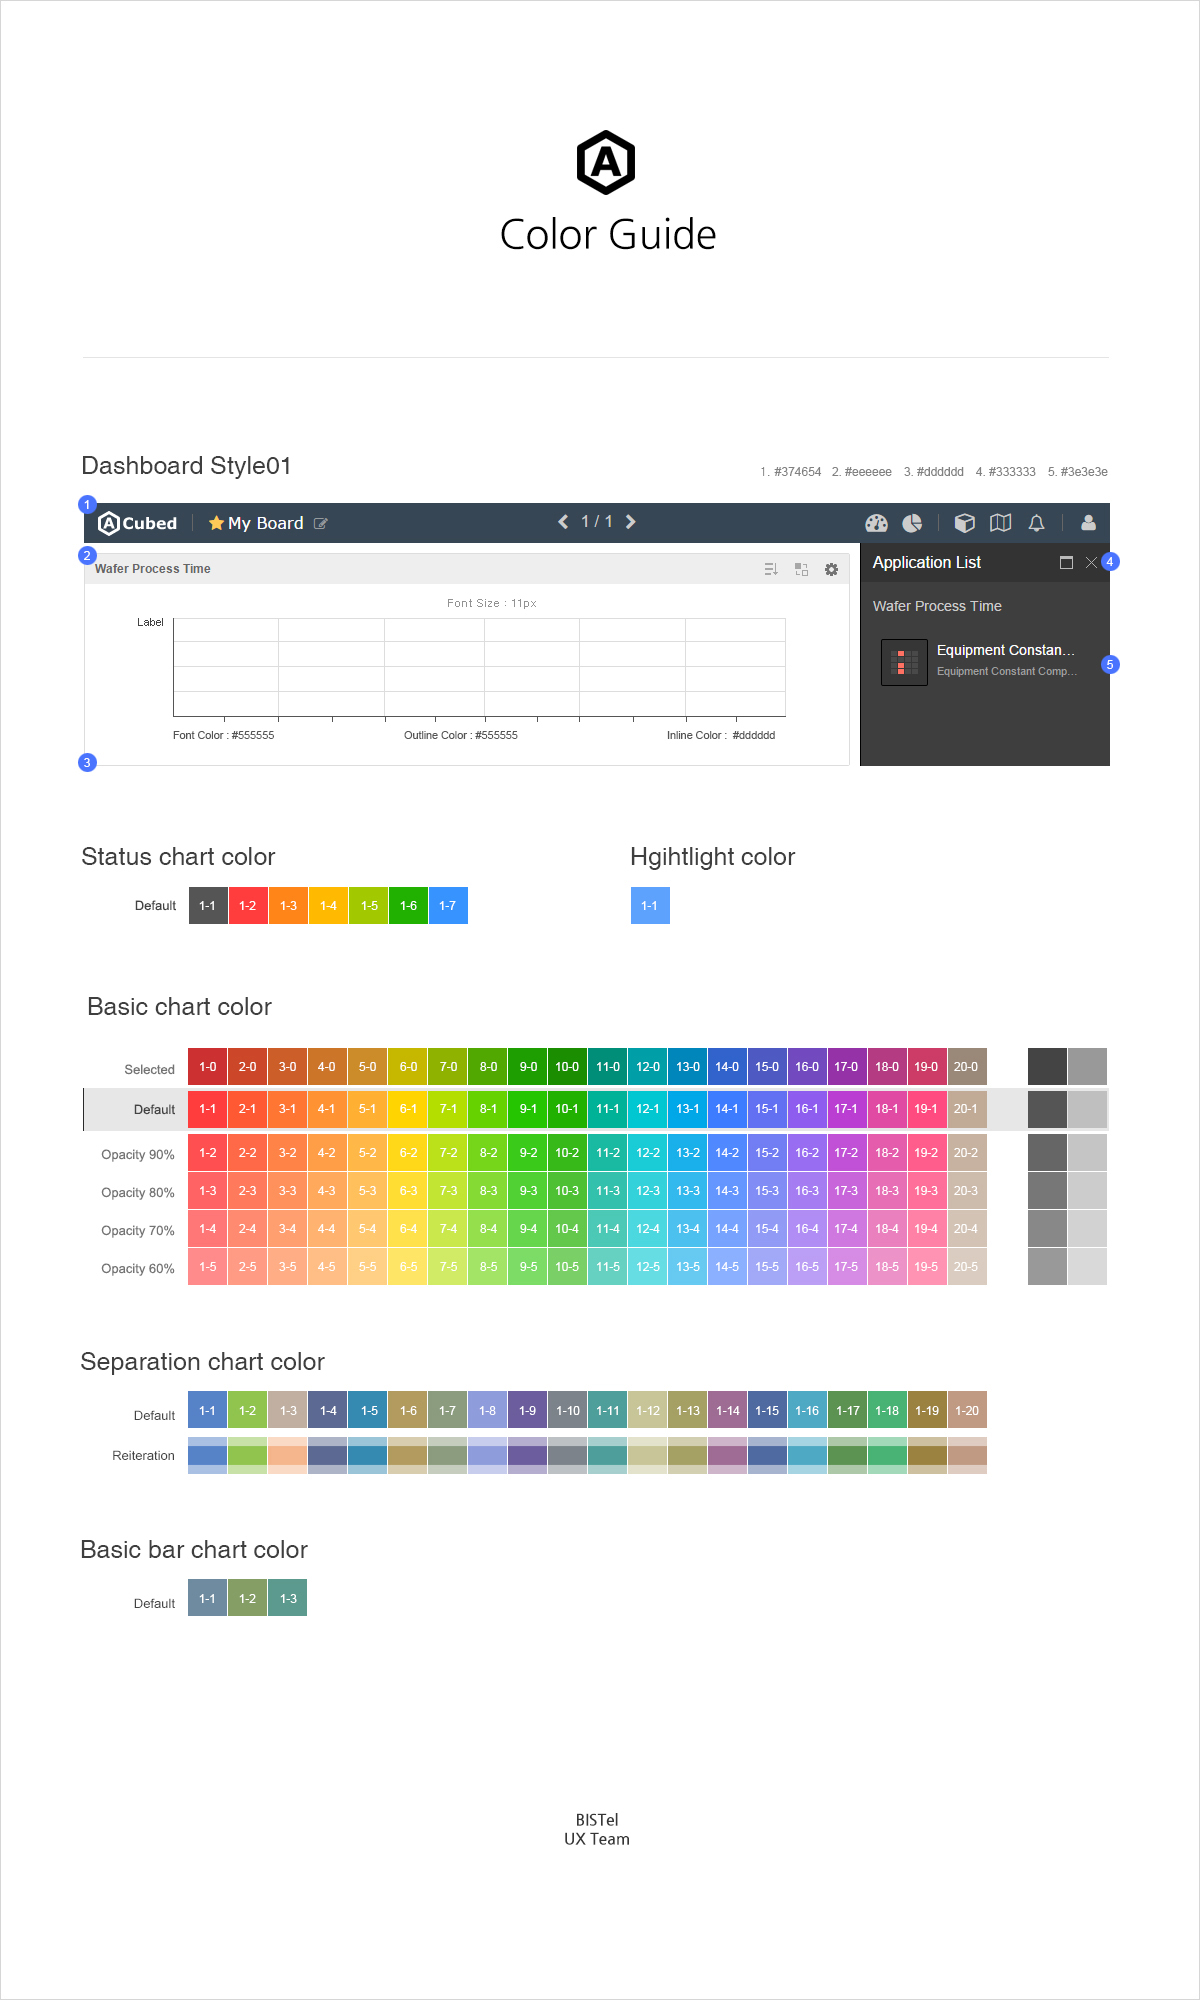 A
Color Guide
Dashboard Style01
1. #374654 2. #eeeeee 3. #dddddd 4. #333333 5. #3e3e3e
1
A Cubed My Board 1 / 1
2
Wafer Process Time
Font Size : 11px
Label
Font Color : #555555 Outline Color : #555555 Inline Color : #dddddd
3
Application List
4
Wafer Process Time
Equipment Constan...
Equipment Constant Comp...
5
Status chart color
Default 1-1 1-2 1-3 1-4 1-5 1-6 1-7
Hgihtlight color
1-1
Basic chart color
Selected 1-0 2-0 3-0 4-0 5-0 6-0 7-0 8-0 9-0 10-0 11-0 12-0 13-0 14-0 15-0 16-0 17-0 18-0 19-0 20-0
Default 1-1 2-1 3-1 4-1 5-1 6-1 7-1 8-1 9-1 10-1 11-1 12-1 13-1 14-1 15-1 16-1 17-1 18-1 19-1 20-1
Opacity 90% 1-2 2-2 3-2 4-2 5-2 6-2 7-2 8-2 9-2 10-2 11-2 12-2 13-2 14-2 15-2 16-2 17-2 18-2 19-2 20-2
Opacity 80% 1-3 2-3 3-3 4-3 5-3 6-3 7-3 8-3 9-3 10-3 11-3 12-3 13-3 14-3 15-3 16-3 17-3 18-3 19-3 20-3
Opacity 70% 1-4 2-4 3-4 4-4 5-4 6-4 7-4 8-4 9-4 10-4 11-4 12-4 13-4 14-4 15-4 16-4 17-4 18-4 19-4 20-4
Opacity 60% 1-5 2-5 3-5 4-5 5-5 6-5 7-5 8-5 9-5 10-5 11-5 12-5 13-5 14-5 15-5 16-5 17-5 18-5 19-5 20-5
Separation chart color
Default 1-1 1-2 1-3 1-4 1-5 1-6 1-7 1-8 1-9 1-10 1-11 1-12 1-13 1-14 1-15 1-16 1-17 1-18 1-19 1-20
Reiteration
Basic bar chart color
Default 1-1 1-2 1-3
BISTel
UX Team